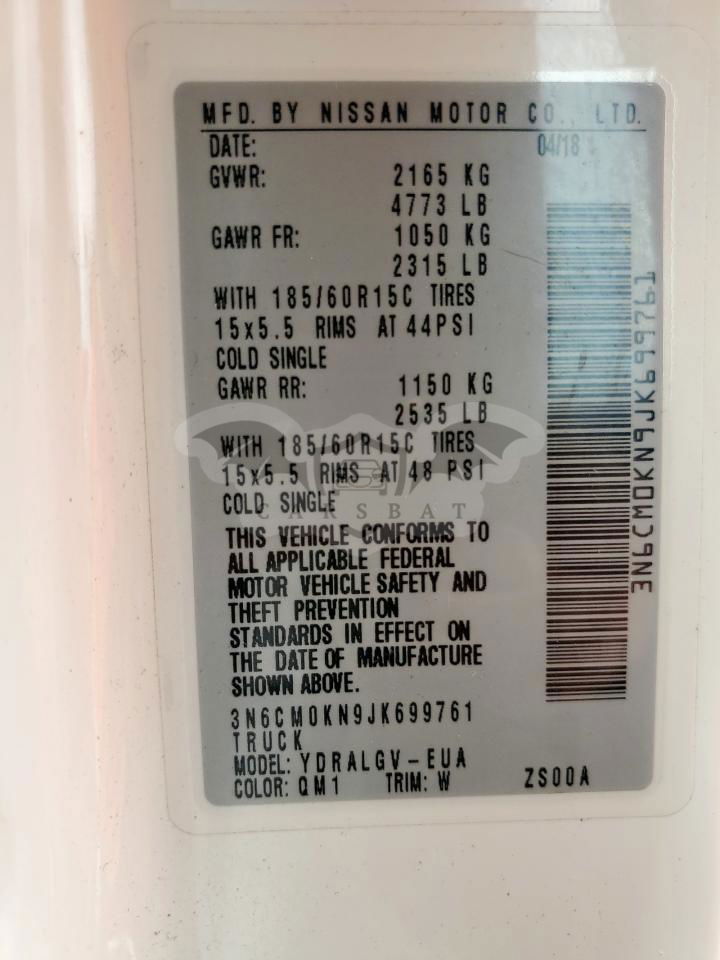 MFD. BY NISSAN MOTOR CO., LTD.
DATE: 04/18
GVWR: 2165 KG
4773 LB
GAWR FR: 1050 KG
2315 LB
WITH 185/60R15C TIRES
15x5.5 RIMS AT 44PSI
COLD SINGLE
GAWR RR: 1150 KG
2535 LB
WITH 185/60R15C TIRES
15x5.5 RIMS AT 48 PSI
COLD SINGLE
CARSBAT
THIS VEHICLE CONFORMS TO
ALL APPLICABLE FEDERAL
MOTOR VEHICLE SAFETY AND
THEFT PREVENTION
STANDARDS IN EFFECT ON
THE DATE OF MANUFACTURE
SHOWN ABOVE.
3N6CM0KN9JK699761
TRUCK
MODEL: YDRALGV-EUA
COLOR: QM1 TRIM: W ZS00A
3N6CM0KN9JK699761